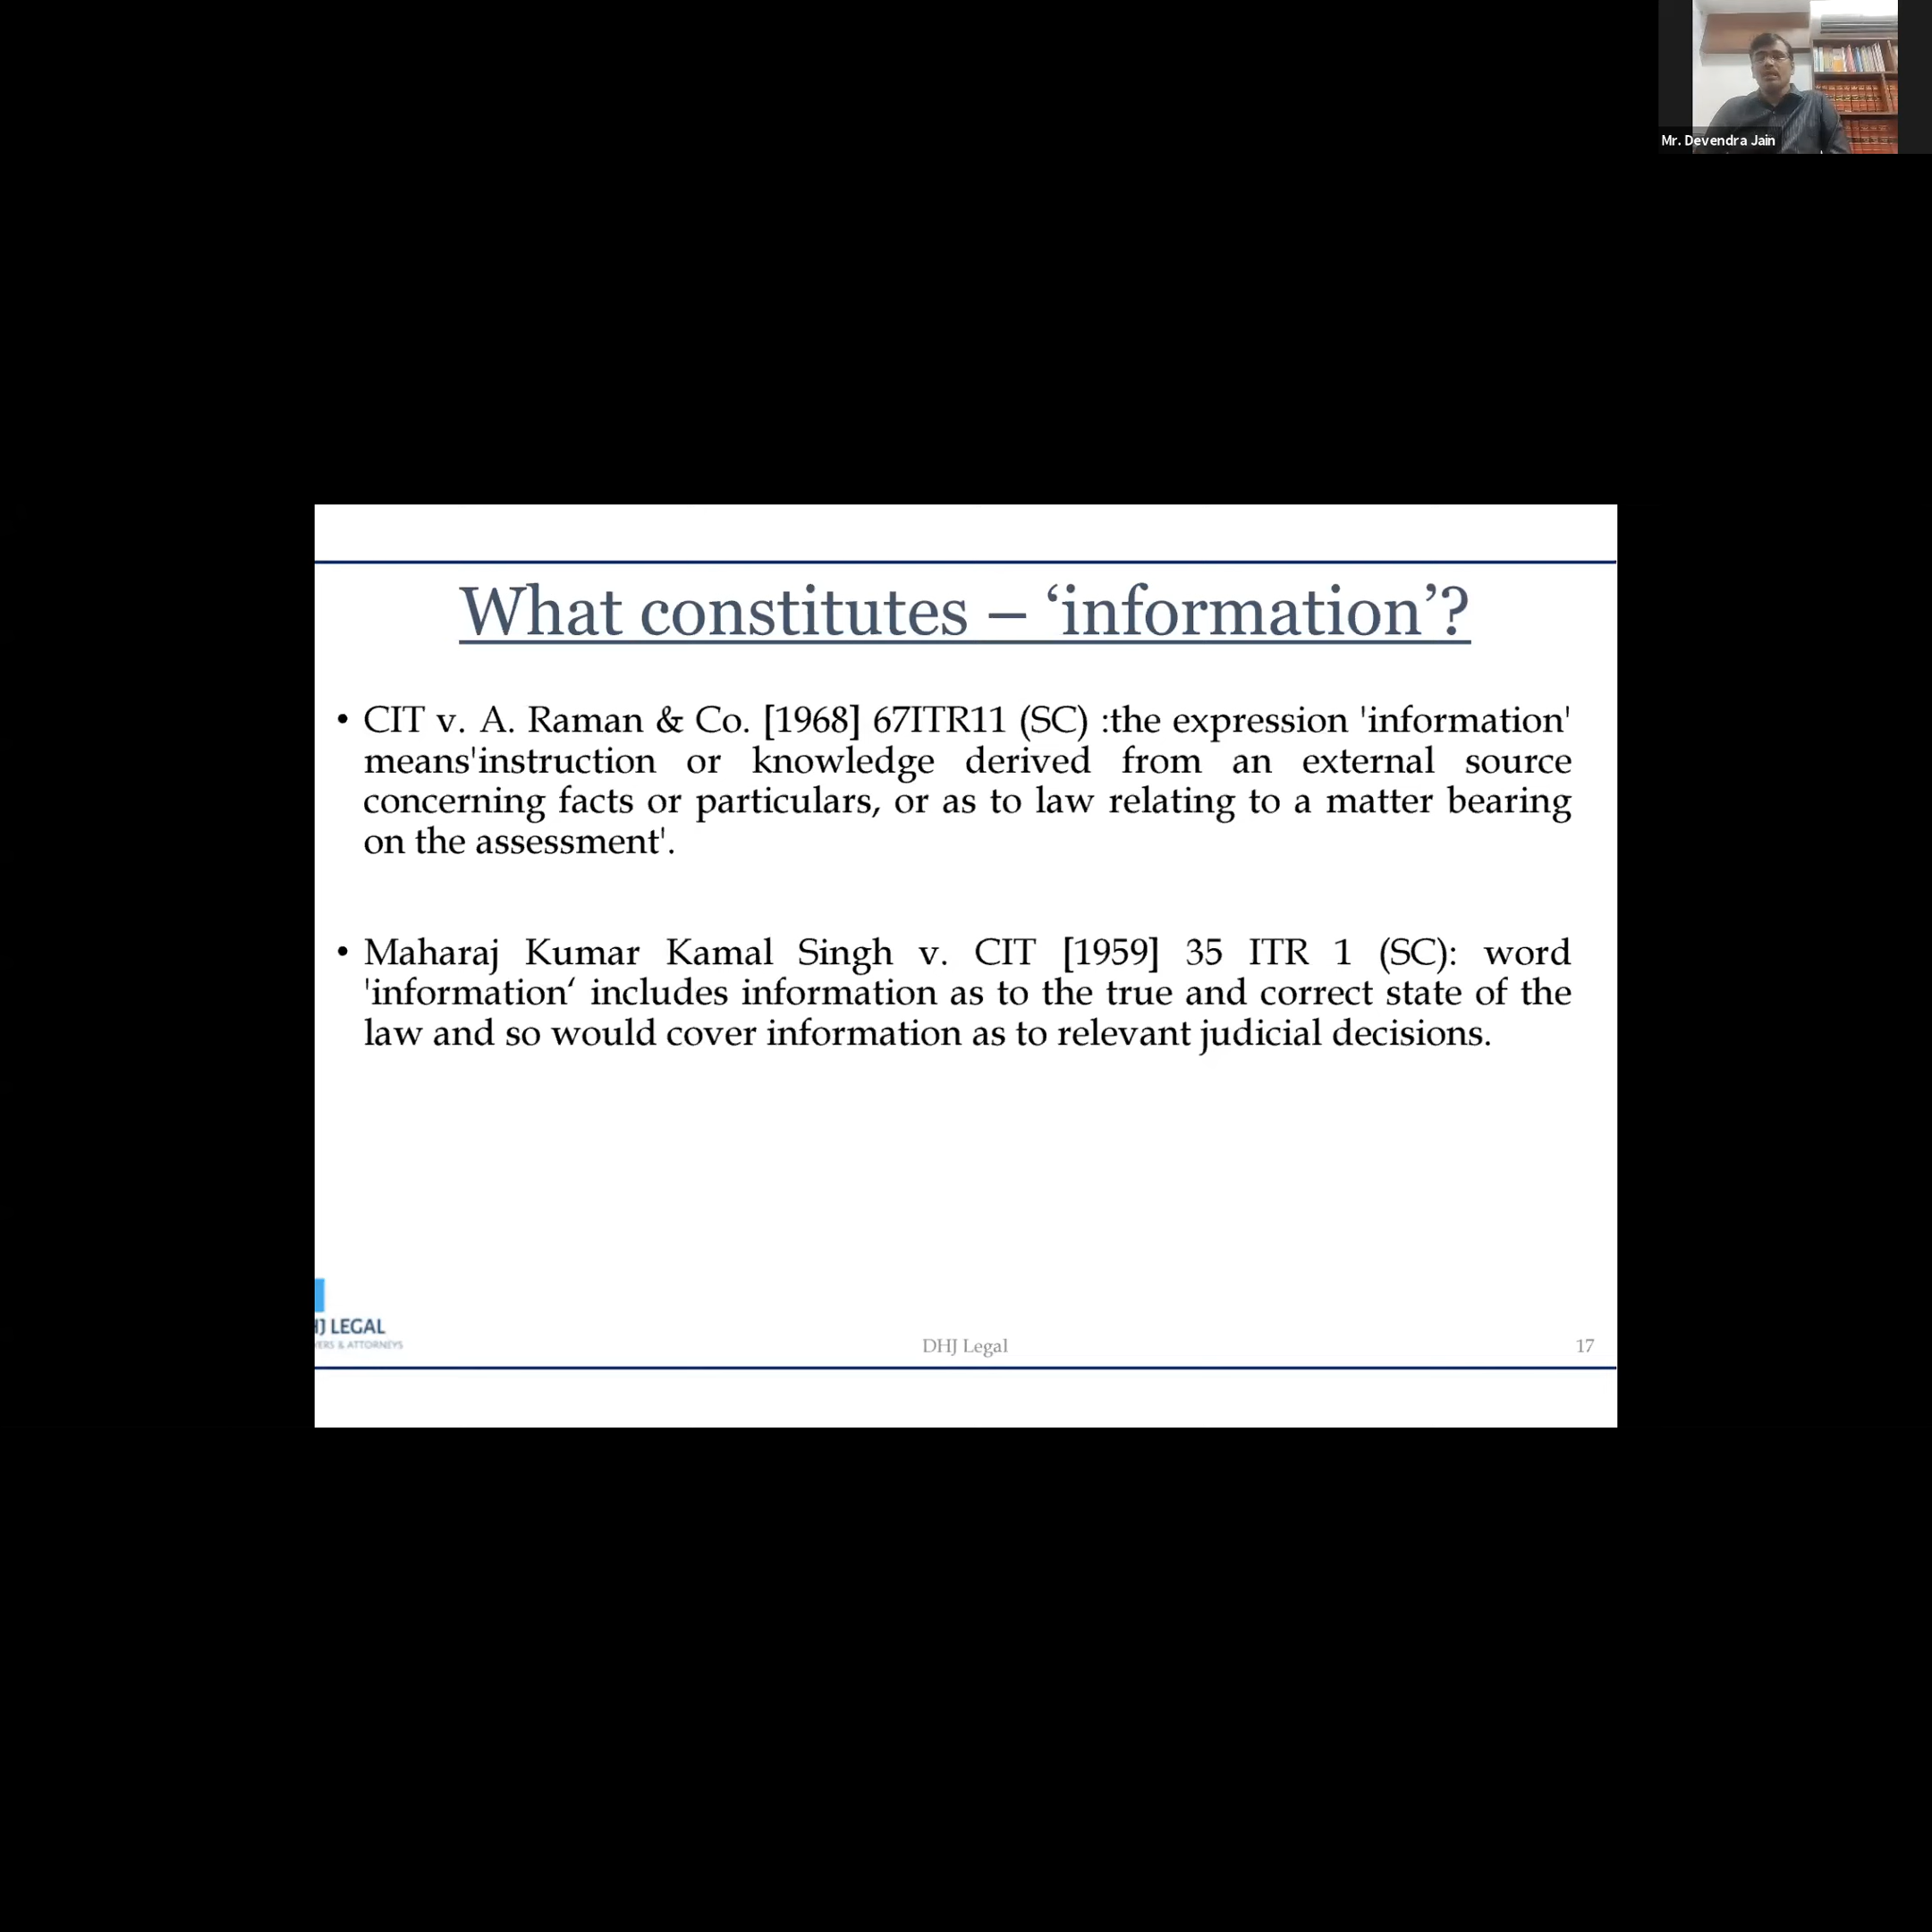 Mr. Devendra Jain
What constitutes – ‘information’?
• CIT v. A. Raman & Co. [1968] 67ITR11 (SC) :the expression 'information'
means'instruction or knowledge derived from an external source
concerning facts or particulars, or as to law relating to a matter bearing
on the assessment'.
• Maharaj Kumar Kamal Singh v. CIT [1959] 35 ITR 1 (SC): word
'information‘ includes information as to the true and correct state of the
law and so would cover information as to relevant judicial decisions.
LEGAL
& ATTORNEYS
DHJ Legal
17